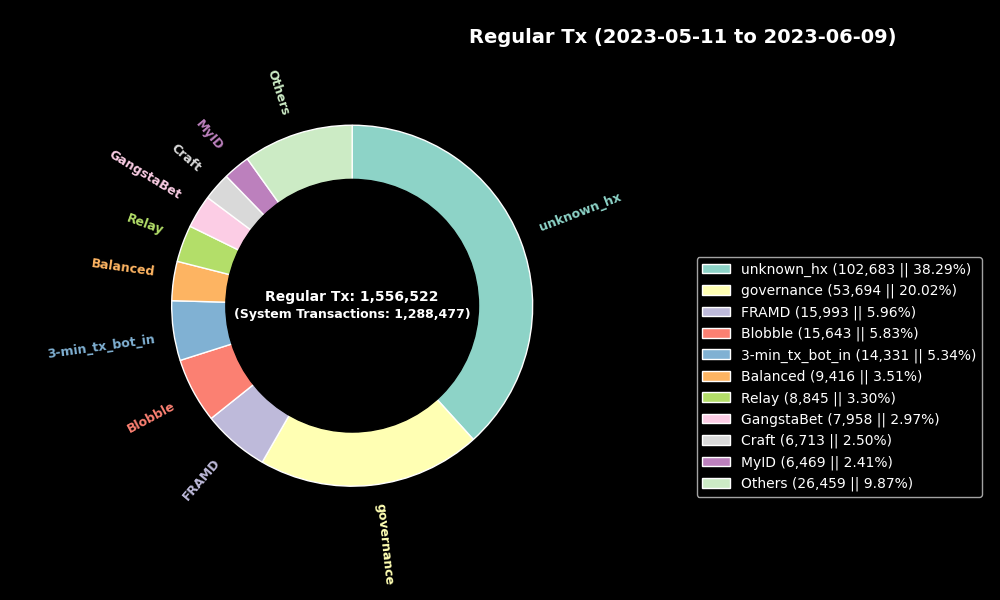 Regular Tx (2023-05-11 to 2023-06-09)
Others
MyID
Craft
GangstaBet
Relay
Balanced
3-min_tx_bot_in
Blobble
FRAMD
governance
unknown_hx
Regular Tx: 1,556,522
(System Transactions: 1,288,477)
unknown_hx (102,683 || 38.29%)
governance (53,694 || 20.02%)
FRAMD (15,993 || 5.96%)
Blobble (15,643 || 5.83%)
3-min_tx_bot_in (14,331 || 5.34%)
Balanced (9,416 || 3.51%)
Relay (8,845 || 3.30%)
GangstaBet (7,958 || 2.97%)
Craft (6,713 || 2.50%)
MyID (6,469 || 2.41%)
Others (26,459 || 9.87%)